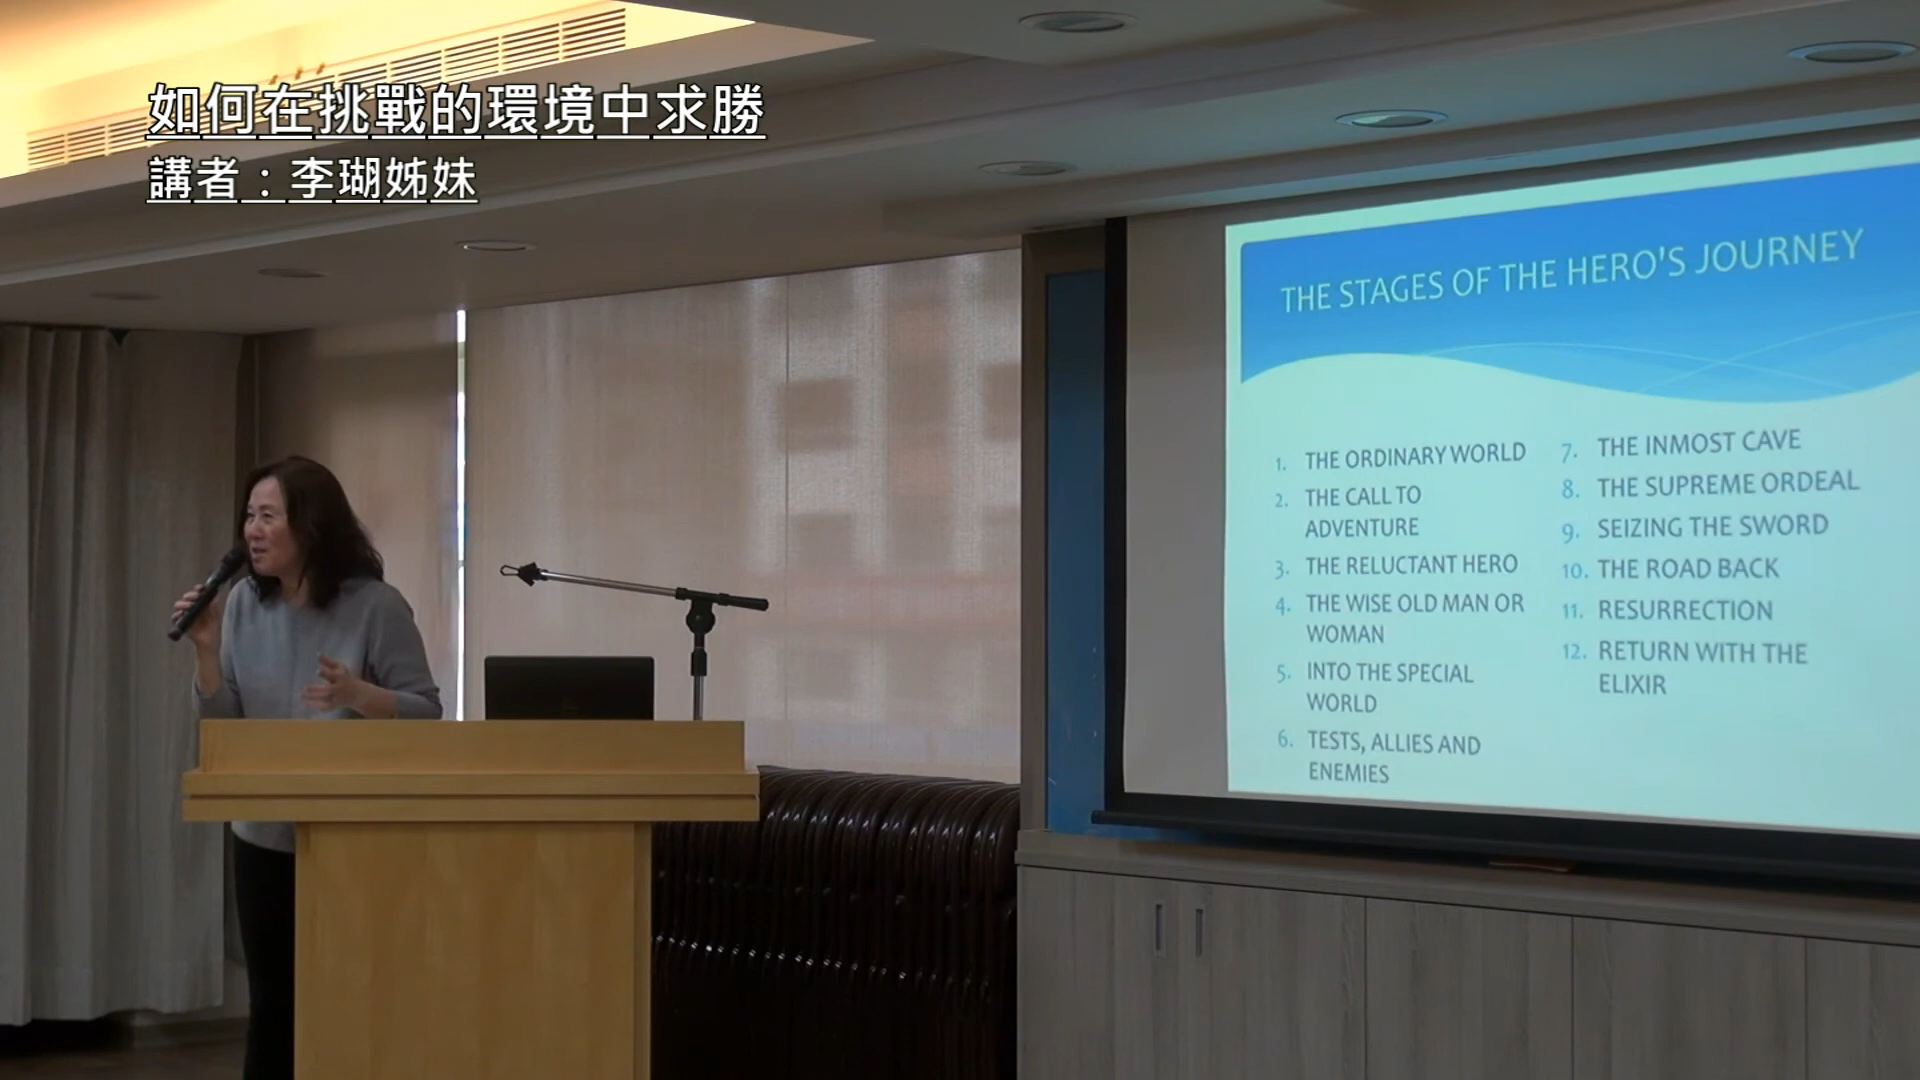 如何在挑戰的環境中求勝
講者：李瑚姊妹
THE STAGES OF THE HERO'S JOURNEY
1. THE ORDINARY WORLD
2. THE CALL TO
ADVENTURE
3. THE RELUCTANT HERO
4. THE WISE OLD MAN OR
WOMAN
5. INTO THE SPECIAL
WORLD
6. TESTS, ALLIES AND
ENEMIES
7. THE INMOST CAVE
8. THE SUPREME ORDEAL
9. SEIZING THE SWORD
10. THE ROAD BACK
11. RESURRECTION
12. RETURN WITH THE
ELIXIR